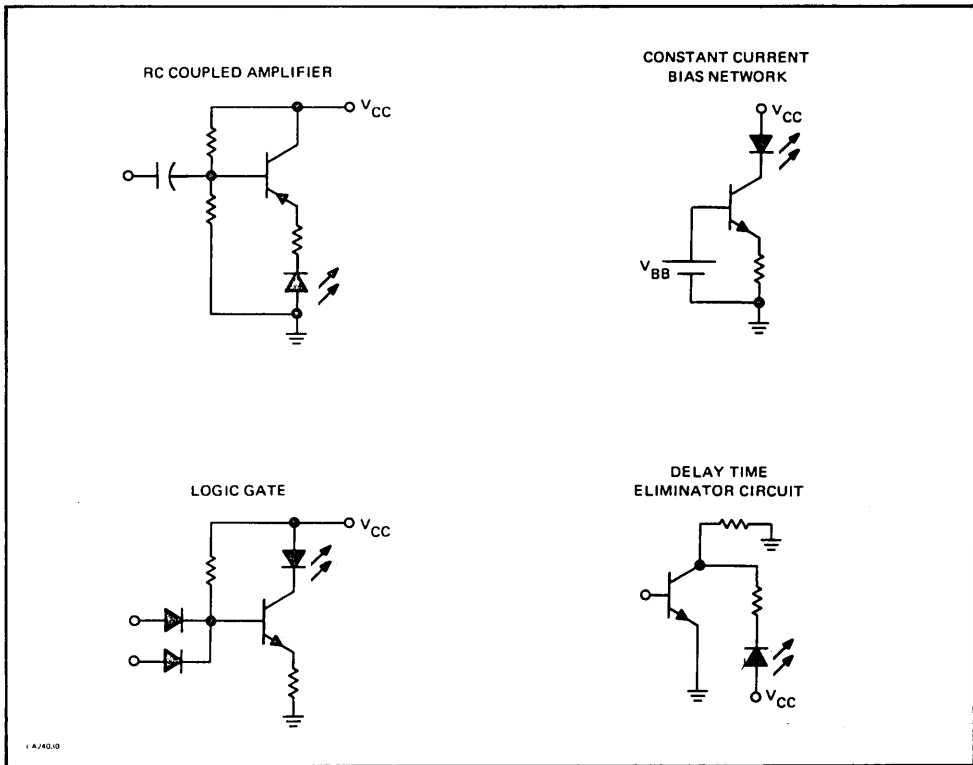 RC COUPLED AMPLIFIER
V_CC
CONSTANT CURRENT
BIAS NETWORK
V_CC
V_BB
LOGIC GATE
V_CC
DELAY TIME
ELIMINATOR CIRCUIT
V_CC